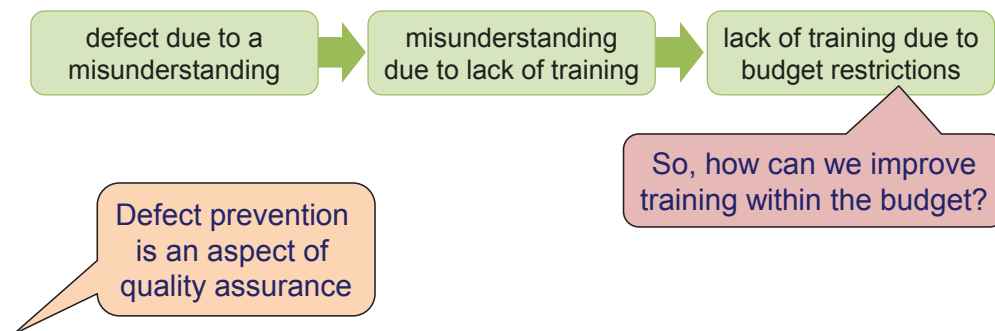 defect due to a
misunderstanding
misunderstanding
due to lack of training
lack of training due to
budget restrictions
So, how can we improve
training within the budget?
Defect prevention
is an aspect of
quality assurance